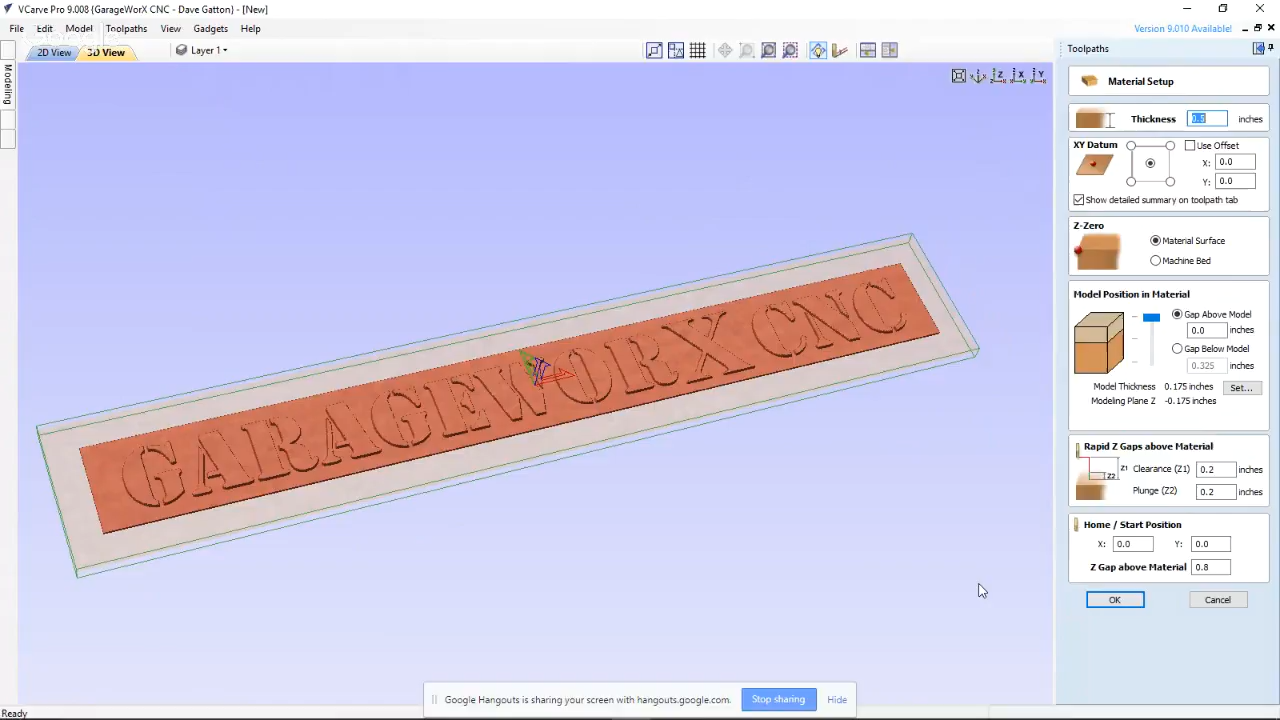 VCarve Pro 9.008 {GarageWorX CNC - Dave Gatton} - [New]
File Edit Model Toolpaths View Gadgets Help
Version 9.010 Available!
2D View 3D View Layer 1
Toolpaths
Modeling
Z X Y
Material Setup
Thickness 0.5 inches
XY Datum Use Offset
X: 0.0
Y: 0.0
Show detailed summary on toolpath tab
Z-Zero
Material Surface
Machine Bed
Model Position in Material
Gap Above Model
0.0 inches
Gap Below Model
0.325 inches
Model Thickness 0.175 inches Set...
Modeling Plane Z -0.175 inches
Rapid Z Gaps above Material
Z1 Clearance (Z1) 0.2 inches
Z2 Plunge (Z2) 0.2 inches
Home / Start Position
X: 0.0 Y: 0.0
Z Gap above Material 0.8
OK Cancel
GARAGEWORX CNC
Google Hangouts is sharing your screen with hangouts.google.com. Stop sharing Hide
Ready